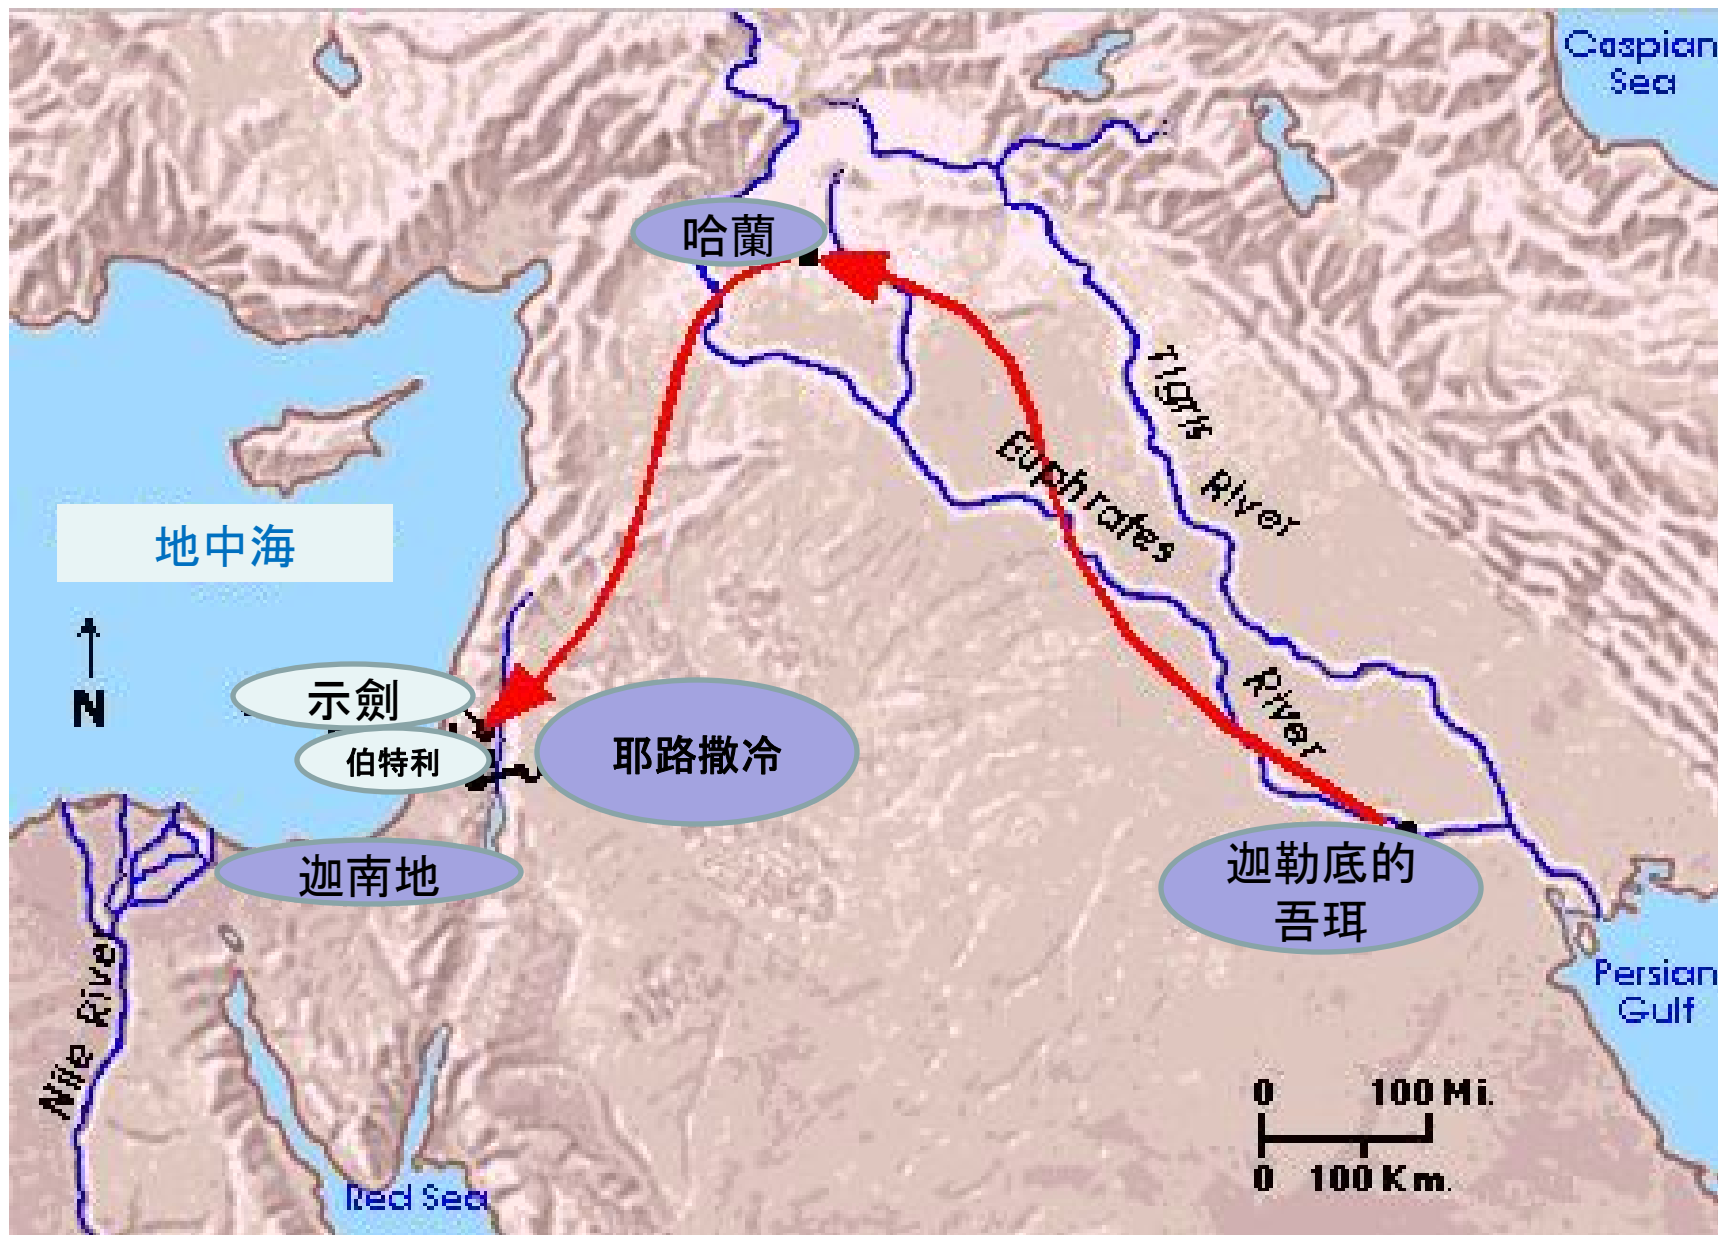 Caspian
Sea
哈蘭
Tigris
River
Euphrates
River
地中海
N
示劍
伯特利
耶路撒冷
迦南地
迦勒底的
吾珥
Nile River
Persian
Gulf
Red Sea
0 100 Mi.
0 100 Km.